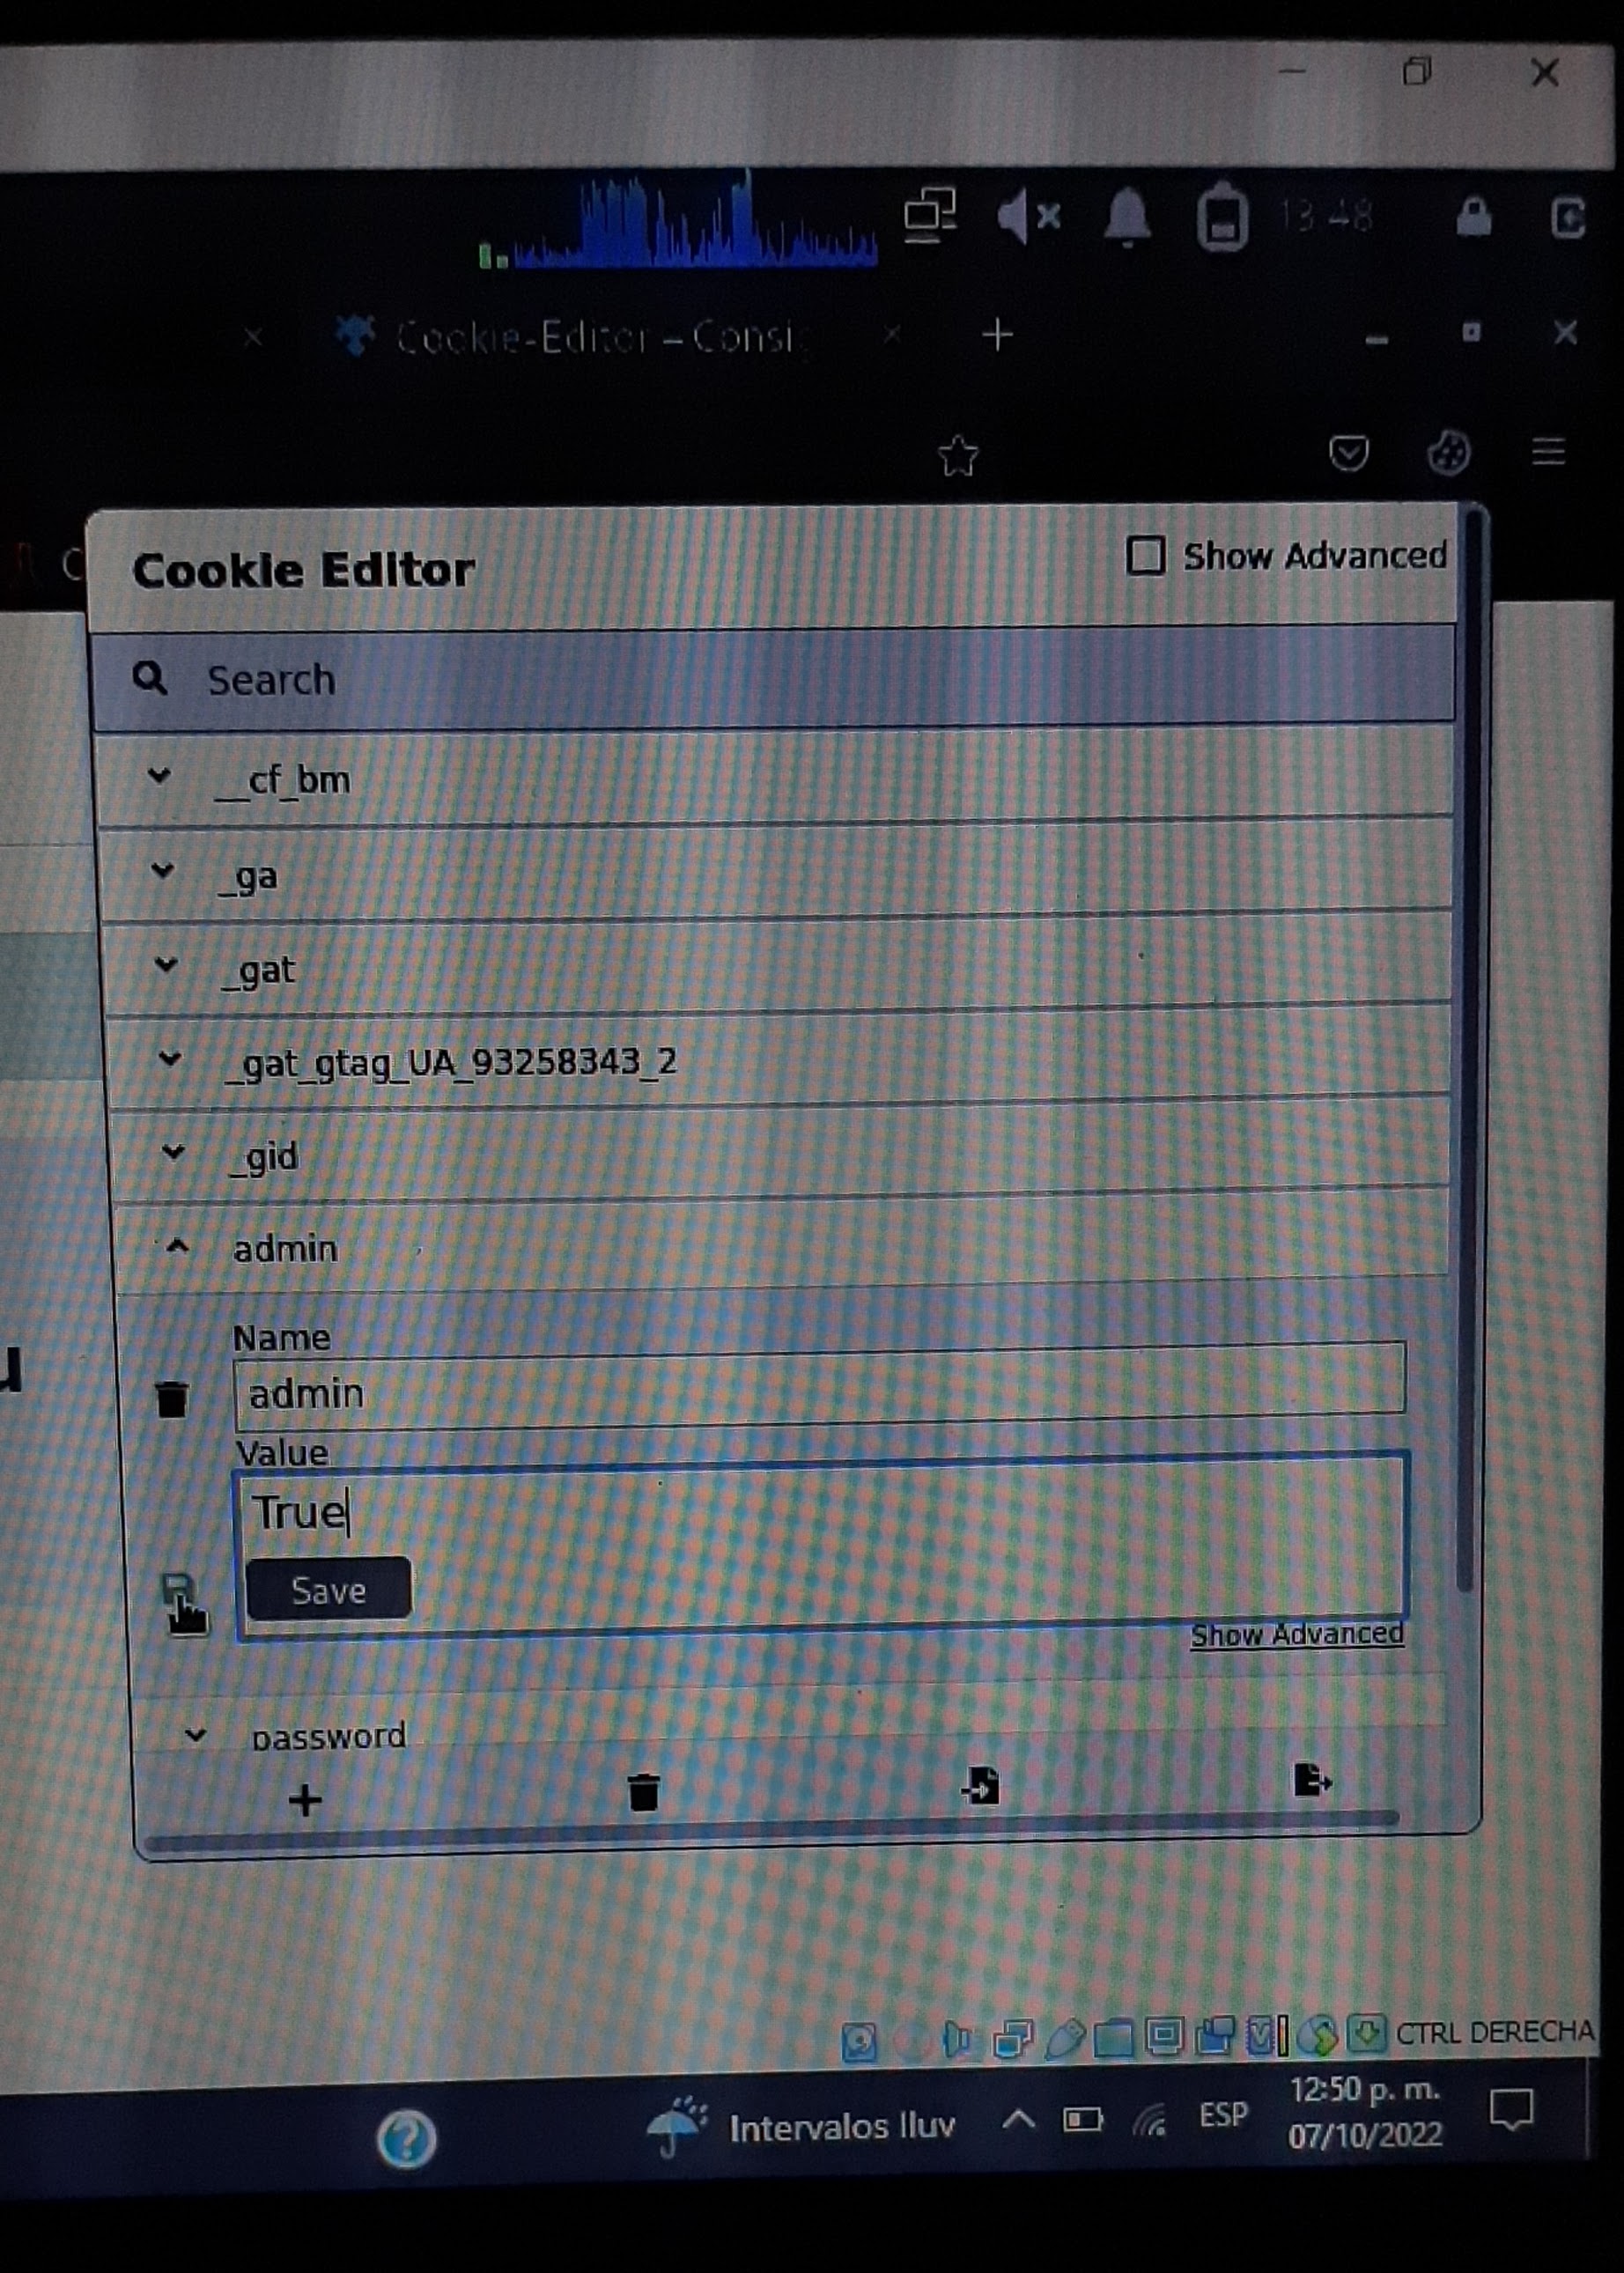 13 48
Cookie-Editor – Consi
Cookie Editor
Show Advanced
Search
__cf_bm
_ga
_gat
_gat_gtag_UA_93258343_2
_gid
admin
Name
admin
Value
True
Save
Show Advanced
password
CTRL DERECHA
Intervalos lluv
ESP
12:50 p. m.
07/10/2022